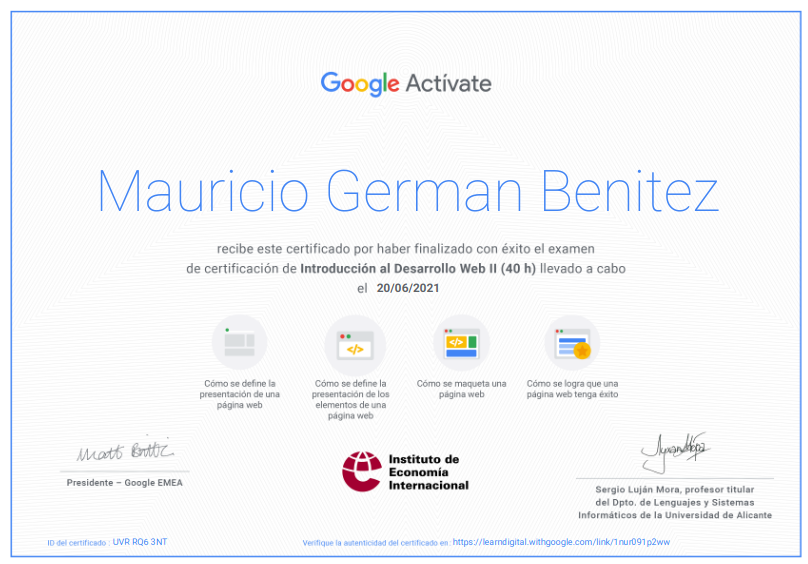 Google Actívate
Mauricio German Benitez
recibe este certificado por haber finalizado con éxito el examen
de certificación de Introducción al Desarrollo Web II (40 h) llevado a cabo
el 20/06/2021
Cómo se define la
presentación de una
página web
Cómo se define la
presentación de los
elementos de una
página web
Cómo se maqueta una
página web
Cómo se logra que una
página web tenga éxito
</>
</>
Matt Brittin
Presidente – Google EMEA
Instituto de
Economía
Internacional
Sergio Luján Mora, profesor titular
del Dpto. de Lenguajes y Sistemas
Informáticos de la Universidad de Alicante
ID del certificado : UVR RQ6 3NT
Verifique la autenticidad del certificado en: https://learndigital.withgoogle.com/link/1nur091p2ww